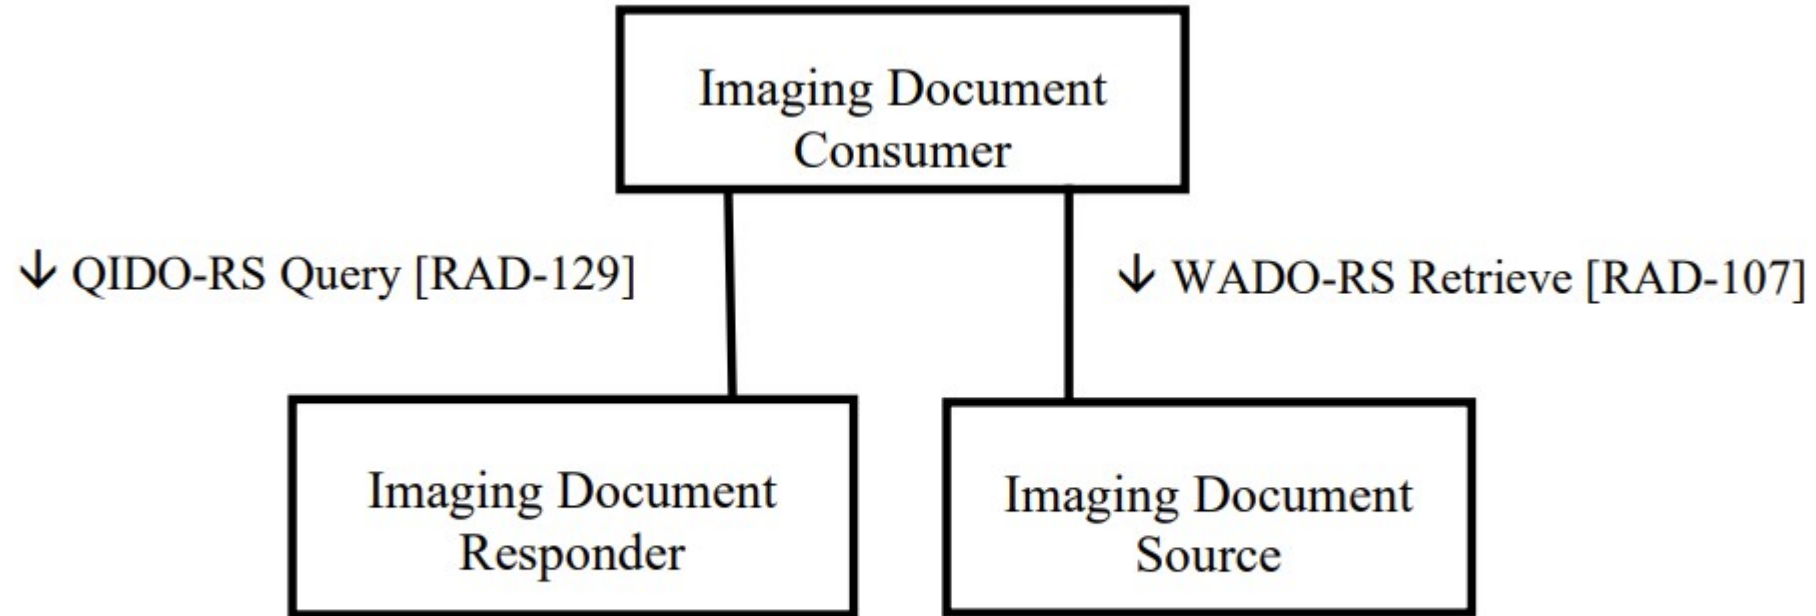 Imaging Document
Consumer
↓ QIDO-RS Query [RAD-129]
↓ WADO-RS Retrieve [RAD-107]
Imaging Document
Responder
Imaging Document
Source